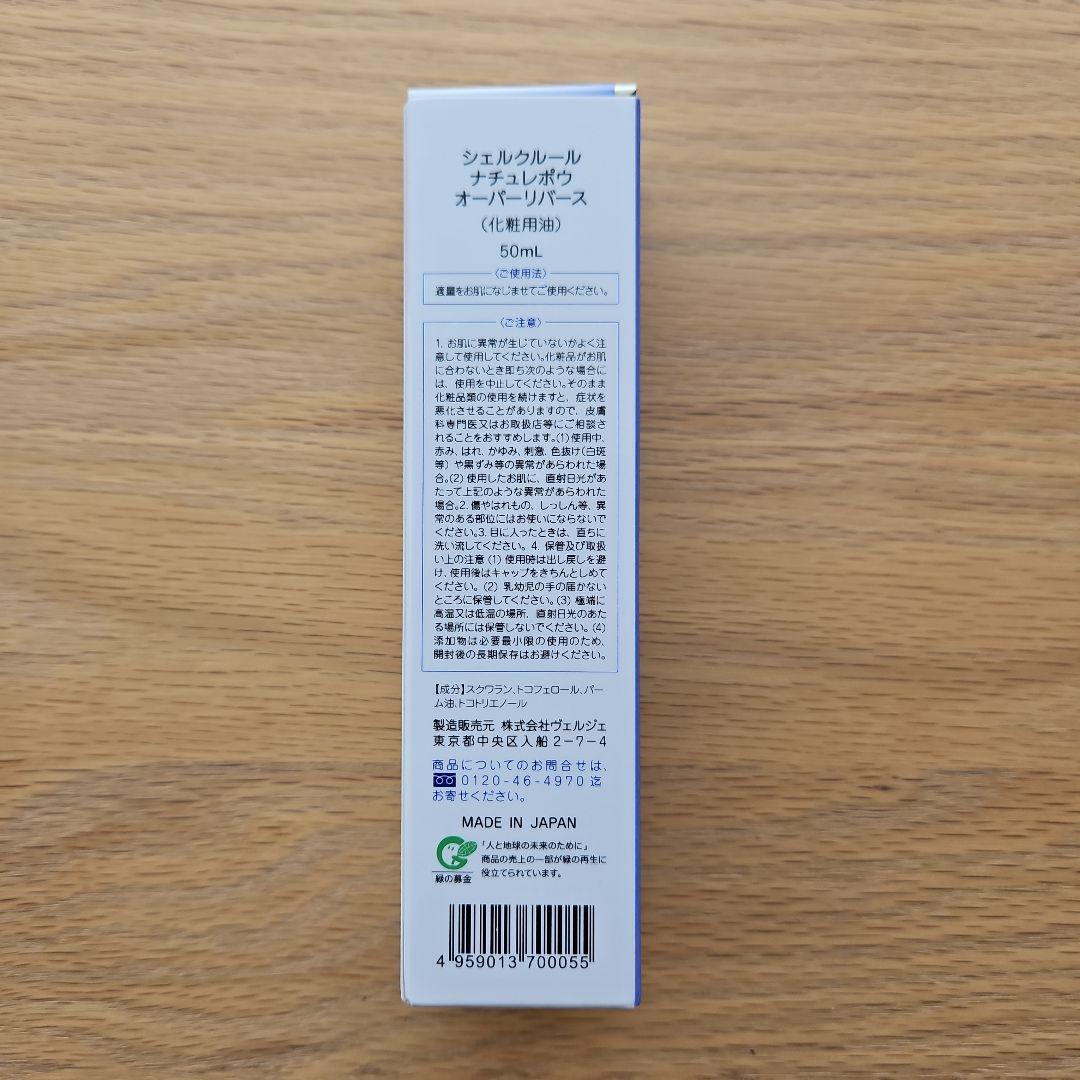 シェルクルール
ナチュレポウ
オーバーリバース
(化粧用油)
50mL
〈ご使用法〉
適量をお肌になじませてご使用ください。
〈ご注意〉
1. お肌に異常が生じていないかよく注
意して使用してください。化粧品がお肌
に合わないとき即ち次のような場合に
は、使用を中止してください。そのまま
化粧品類の使用を続けますと、症状を
悪化させることがありますので、皮膚
科専門医又はお取扱店等にご相談さ
れることをおすすめします。(1) 使用中、
赤み、はれ、かゆみ、刺激、色抜け(白斑
等) や黒ずみ等の異常があらわれた場
合。(2) 使用したお肌に、直射日光があ
たって上記のような異常があらわれた
場合。2. 傷やはれもの、しっしん等、異
常のある部位にはお使いにならないで
ください。3. 目に入ったときは、直ちに
洗い流してください。 4. 保管及び取扱
い上の注意 (1) 使用時は出し戻しを避
け、使用後はキャップをきちんとしめて
ください。 (2) 乳幼児の手の届かない
ところに保管してください。(3) 極端に
高温又は低温の場所、直射日光のあた
る場所には保管しないでください。 (4)
添加物は必要最小限の使用のため、
開封後の長期保存はお避けください。
【成分】スクワラン、トコフェロール、パー
ム油、トコトリエノール
製造販売元 株式会社ヴェルジェ
東京都中央区入船 2-7-4
商品についてのお問合せは、
0120-46-4970 迄
お寄せください。
MADE IN JAPAN
「人と地球の未来のために」
商品の売上の一部が緑の再生に
役立てられています。
緑の募金
4 959013 700055